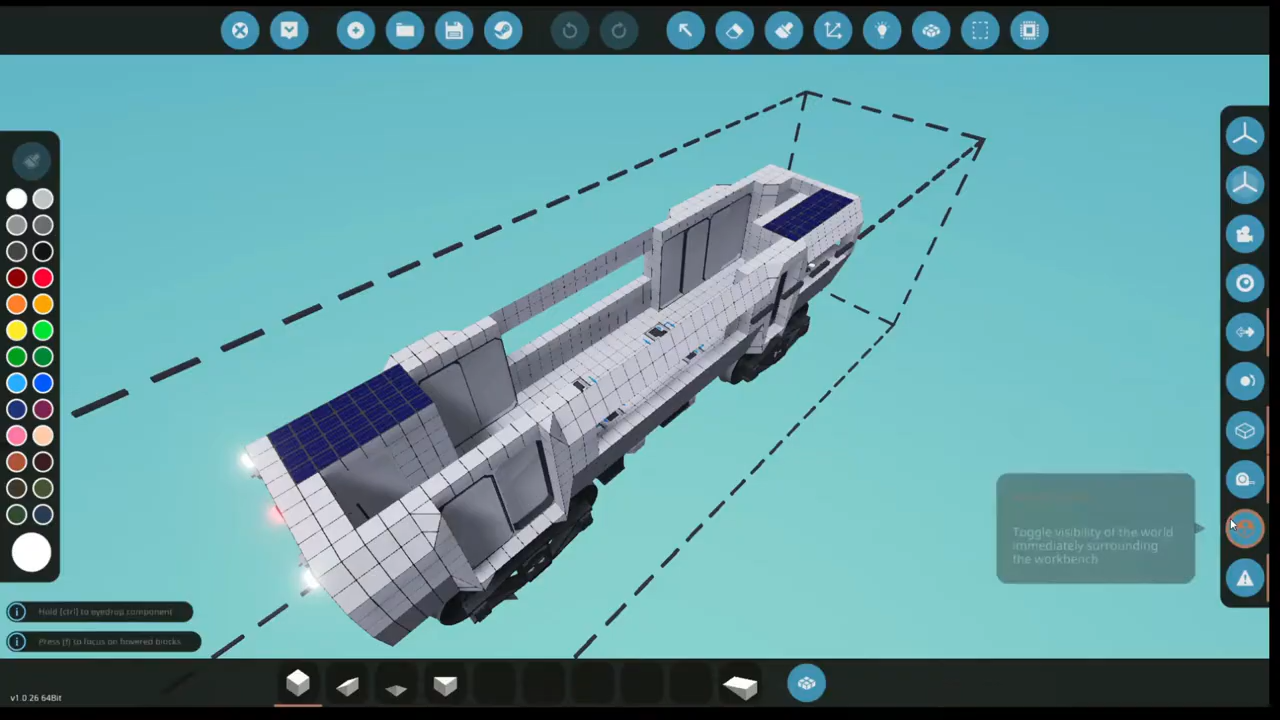 Toggle visibility of the world
immediately surrounding
the workbench
Hold [ctrl] to eyedrop component
Press [f] to focus on hovered blocks
v1.0.26 64Bit